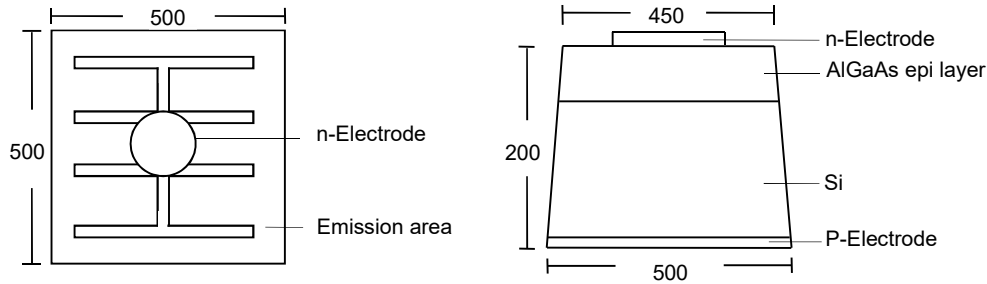 500
500
n-Electrode
Emission area
450
n-Electrode
AlGaAs epi layer
200
Si
P-Electrode
500